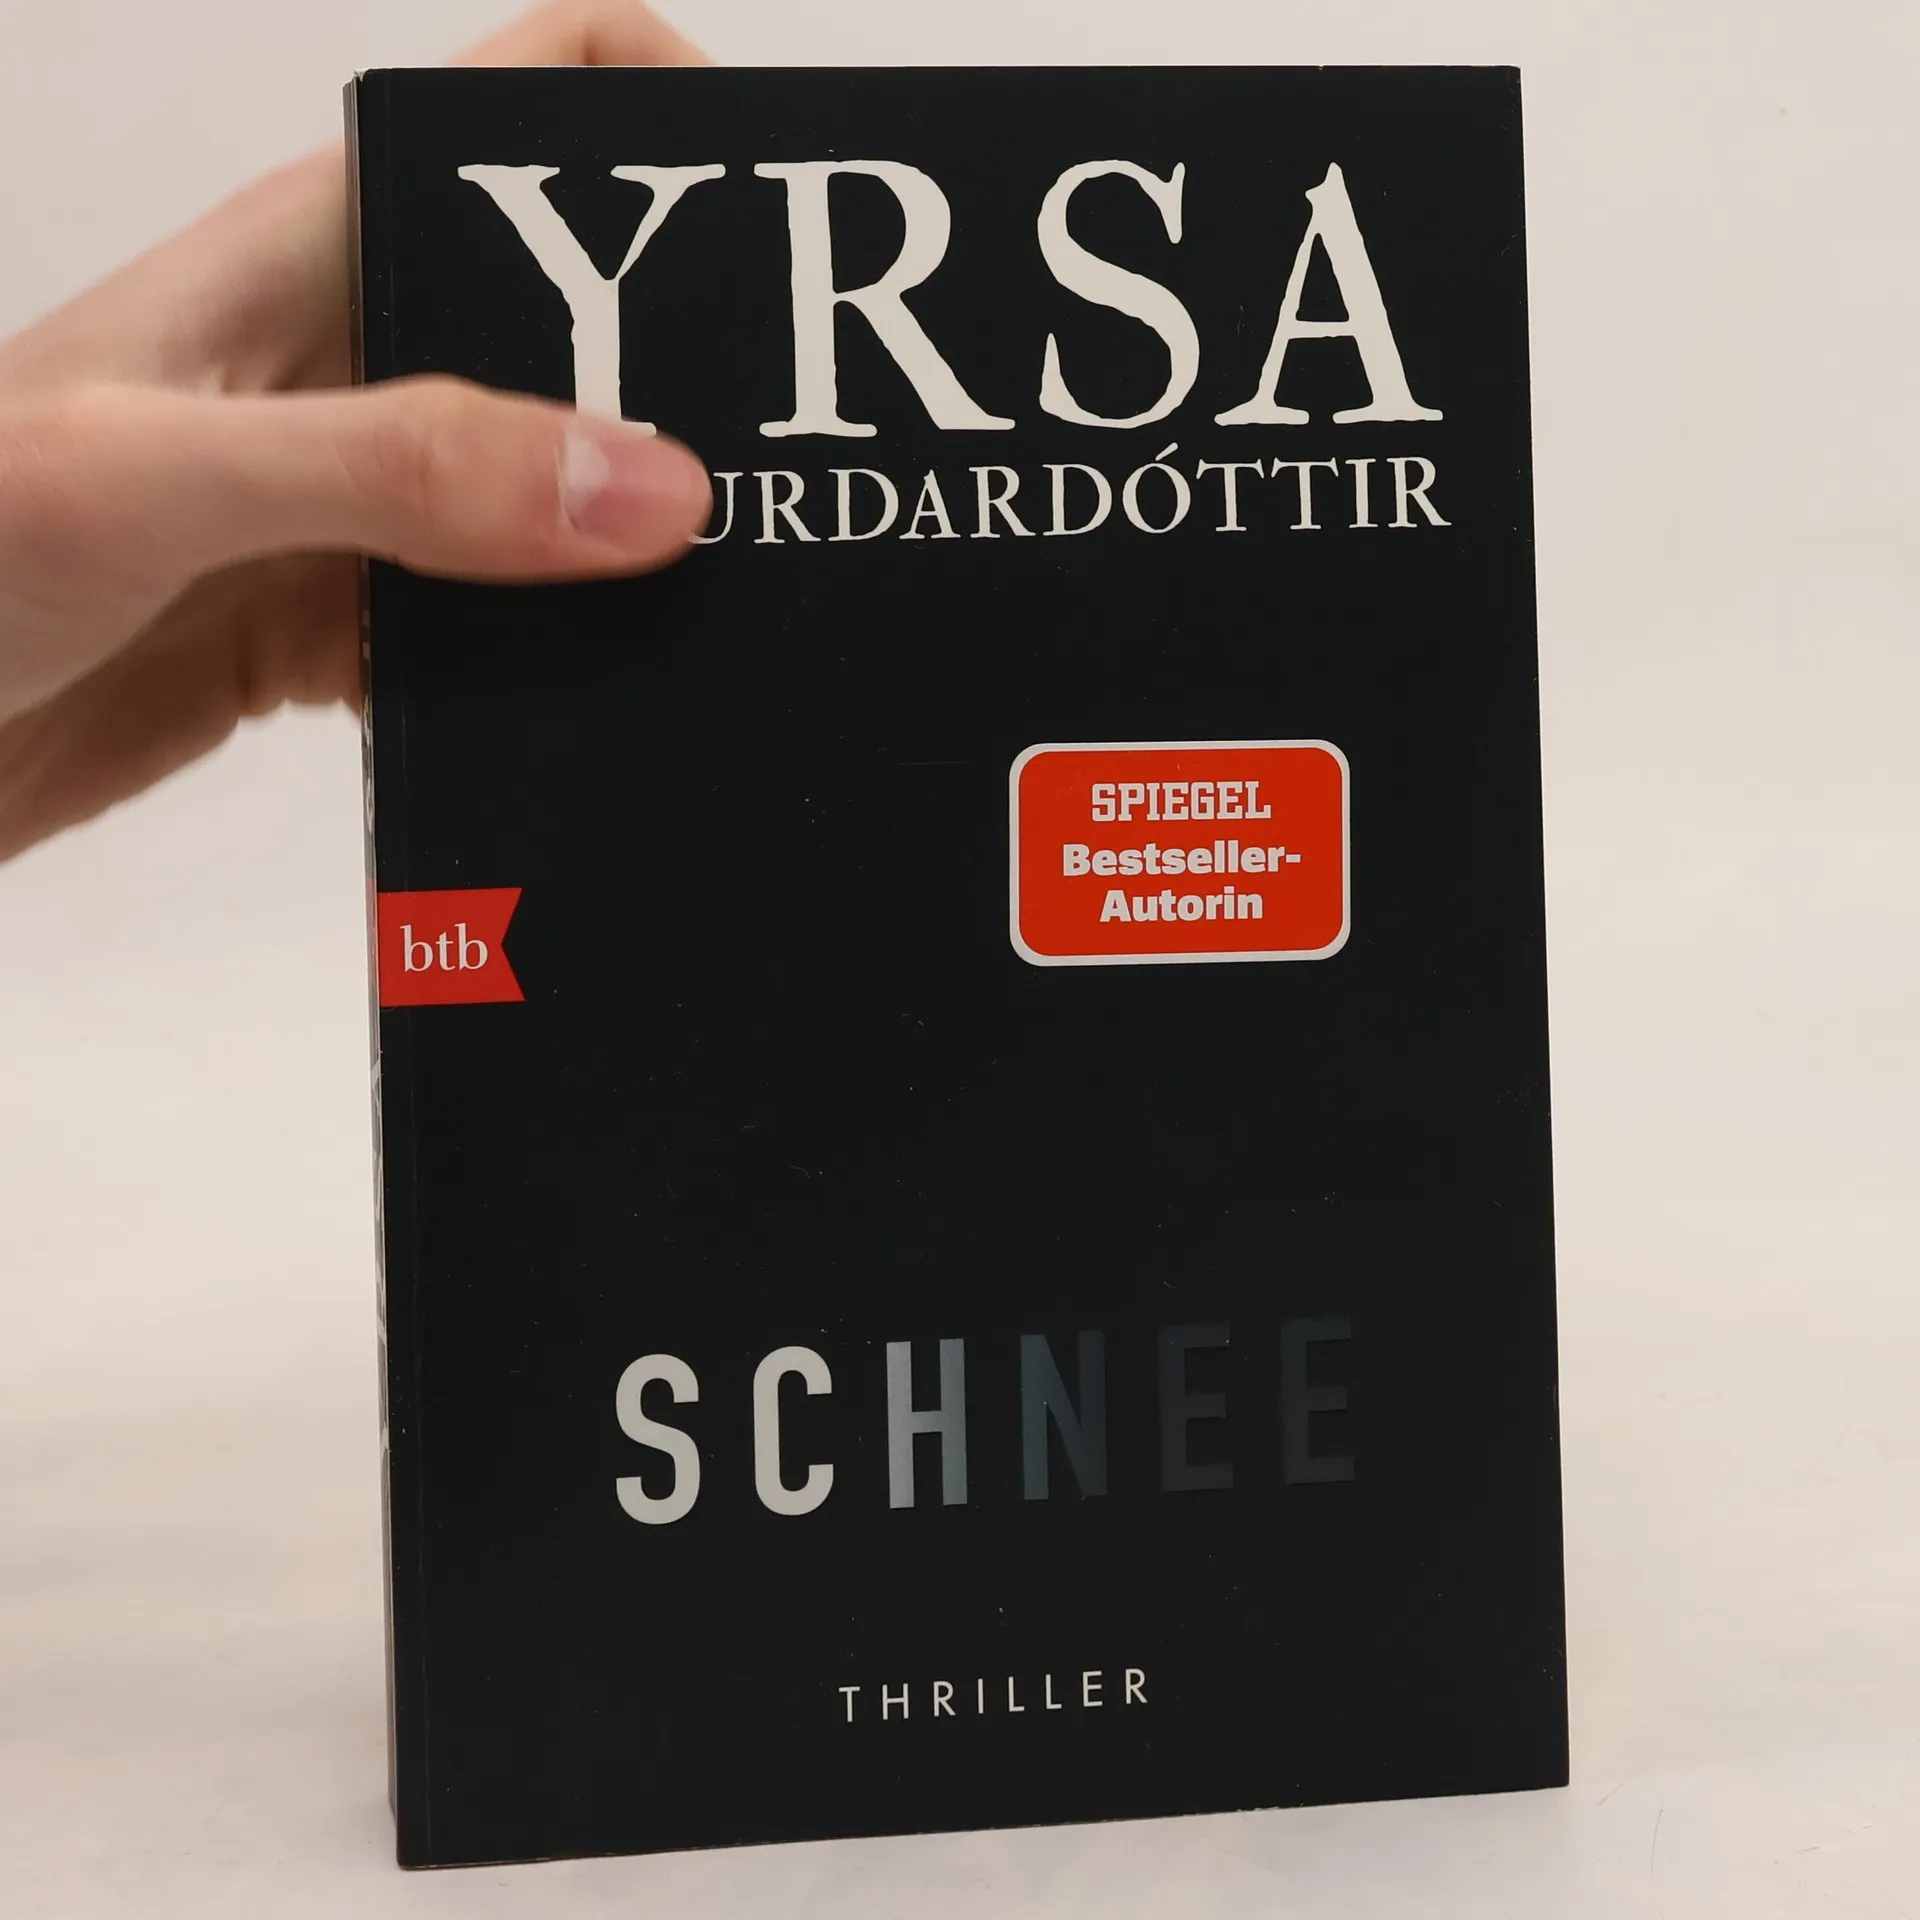 YRSA
URDARDÓTTIR
SPIEGEL
Bestseller-
Autorin
btb
SCHNEE
THRILLER